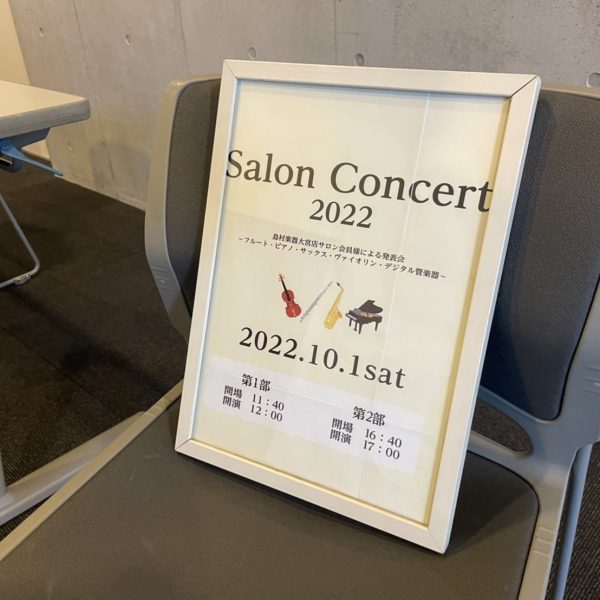 Salon Concert
2022
島村楽器大宮店サロン会員様による発表会
～フルート・ピアノ・サックス・ヴァイオリン・デジタル管楽器～
2022.10.1sat
第1部
開場 11：40
開演 12：00
第2部
開場 16：40
開演 17：00